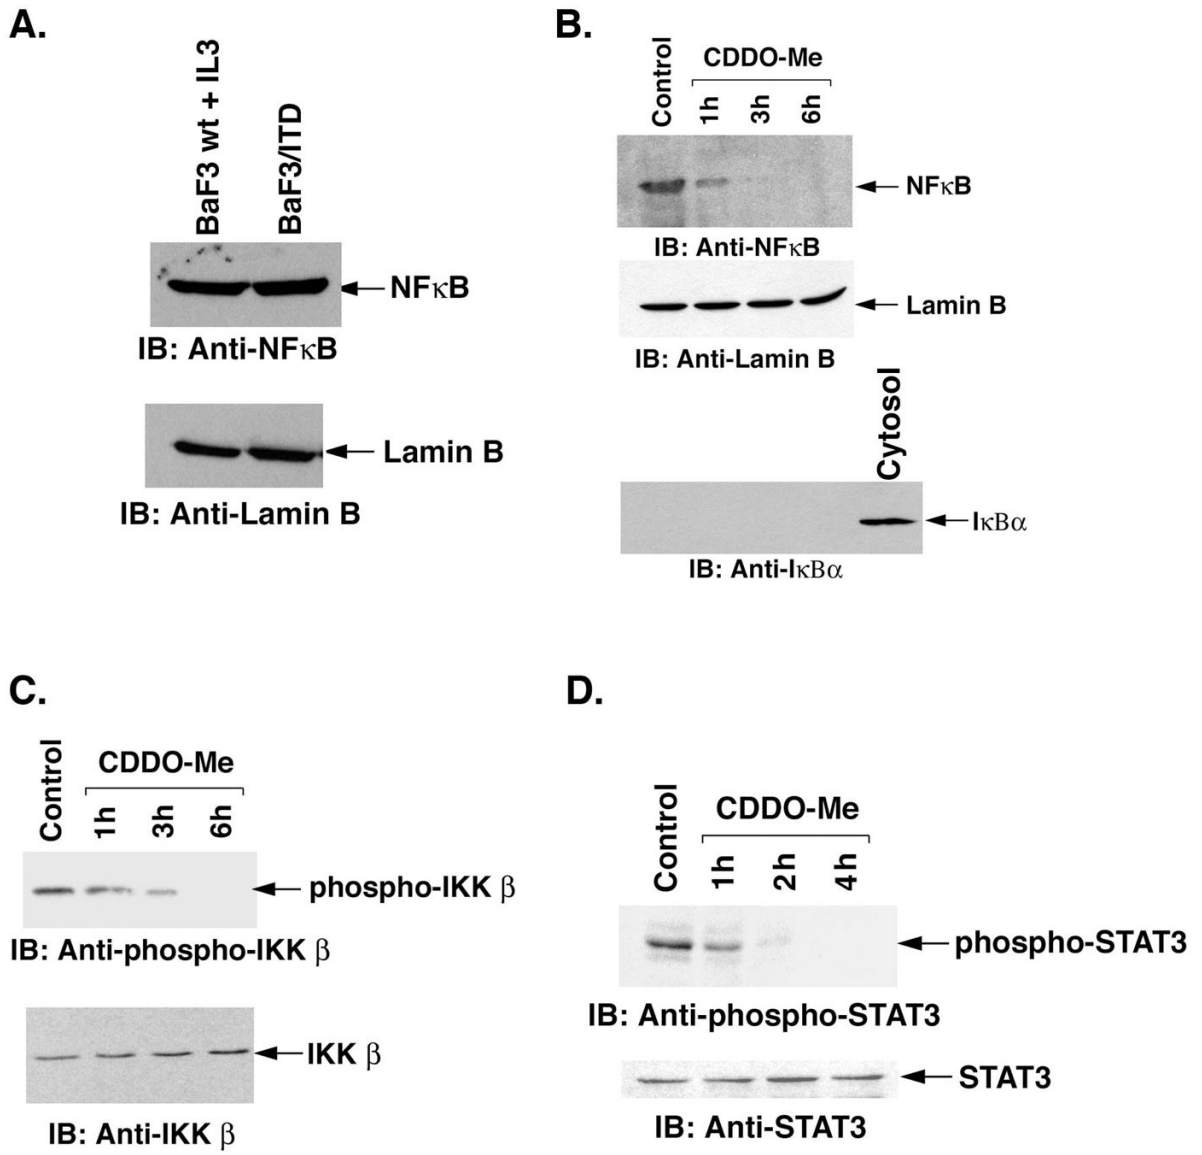 A.
BaF3 wt + IL3
BaF3/ITD
NFκB
IB: Anti-NFκB
Lamin B
IB: Anti-Lamin B
B.
Control
CDDO-Me
1h
3h
6h
NFκB
IB: Anti-NFκB
Lamin B
IB: Anti-Lamin B
Cytosol
IκBα
IB: Anti-IκBα
C.
Control
CDDO-Me
1h
3h
6h
phospho-IKK β
IB: Anti-phospho-IKK β
IKK β
IB: Anti-IKK β
D.
Control
CDDO-Me
1h
2h
4h
phospho-STAT3
IB: Anti-phospho-STAT3
STAT3
IB: Anti-STAT3